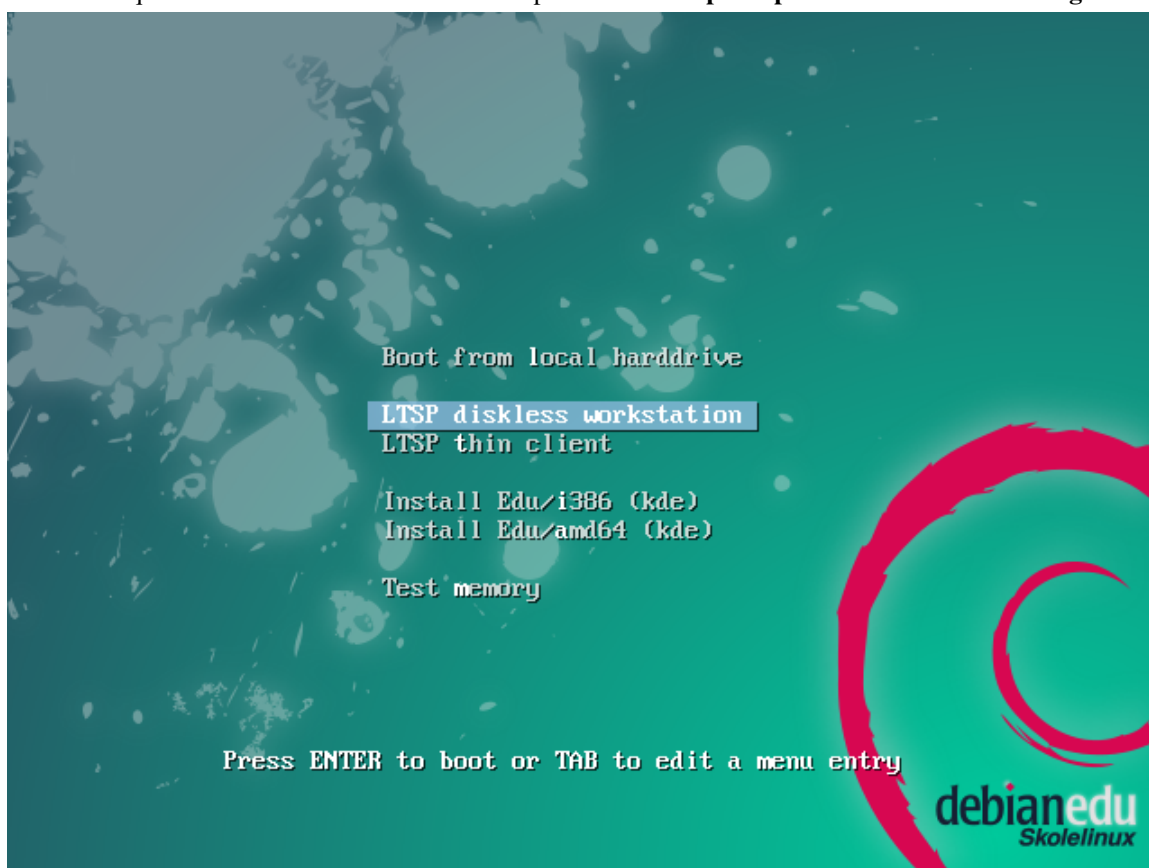 Boot from local harddrive
LTSP diskless workstation
LTSP thin client
Install Edu/i386 (kde)
Install Edu/amd64 (kde)
Test memory
Press ENTER to boot or TAB to edit a menu entry
debianedu
Skolelinux